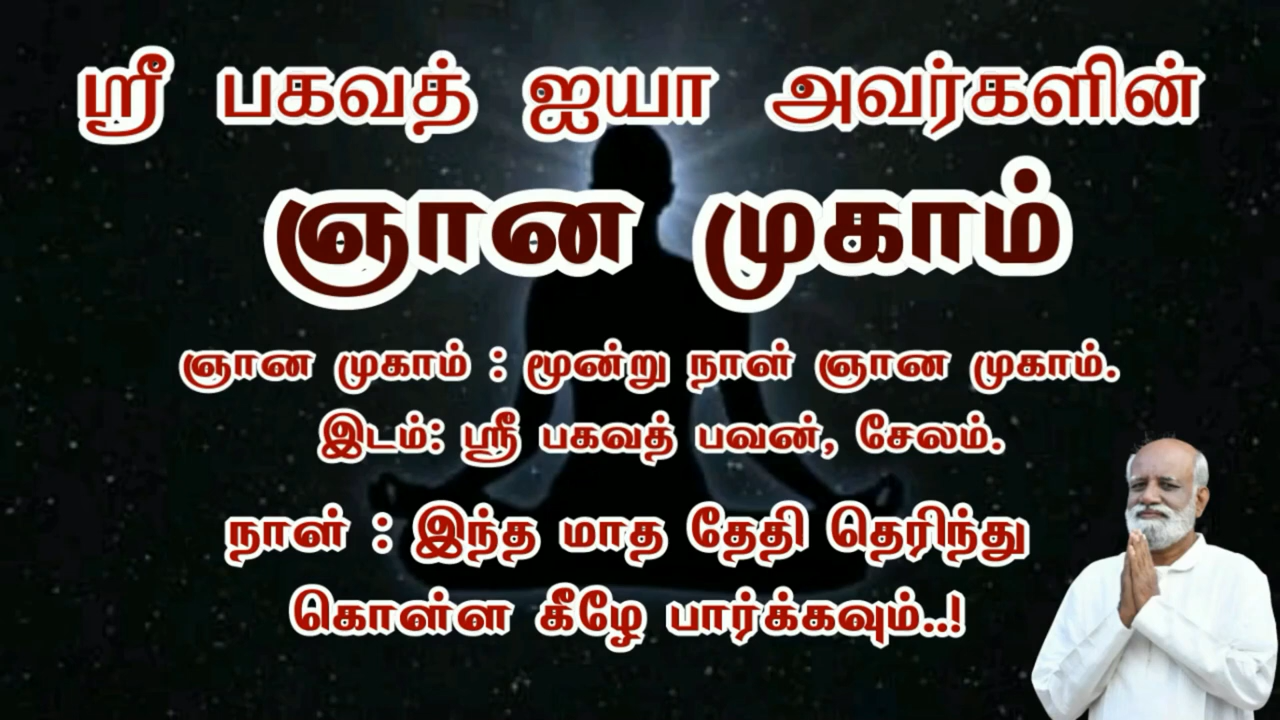 ஸ்ரீ பகவத் ஐயா அவர்களின்
ஞான முகாம்
ஞான முகாம் : மூன்று நாள் ஞான முகாம்.
இடம்: ஸ்ரீ பகவத் பவன், சேலம்.
நாள் : இந்த மாத தேதி தெரிந்து
கொள்ள கீழே பார்க்கவும்..!